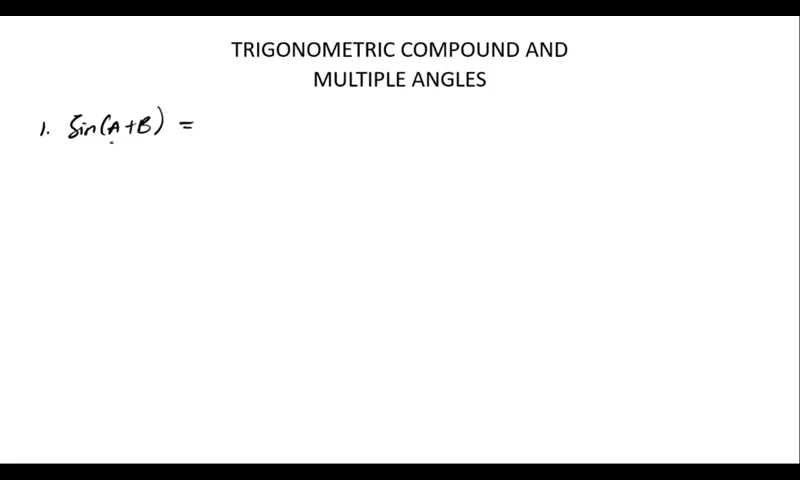 TRIGONOMETRIC COMPOUND AND
MULTIPLE ANGLES
1. Sin(A+B) =